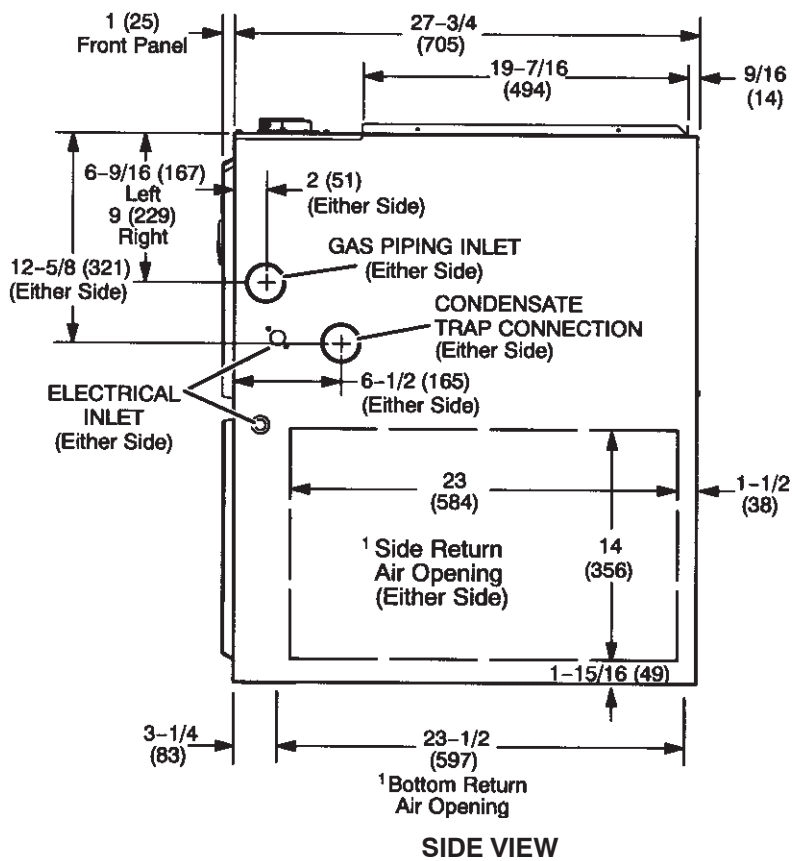 1 (25)
Front Panel
27–3/4
(705)
19–7/16
(494)
9/16
(14)
6–9/16 (167)
Left
9 (229)
Right
2 (51)
(Either Side)
12–5/8 (321)
(Either Side)
GAS PIPING INLET
(Either Side)
CONDENSATE
TRAP CONNECTION
(Either Side)
6–1/2 (165)
(Either Side)
ELECTRICAL
INLET
(Either Side)
23
(584)
1–1/2
(38)
1 Side Return
Air Opening
(Either Side)
14
(356)
1–15/16 (49)
3–1/4
(83)
23–1/2
(597)
1 Bottom Return
Air Opening
SIDE VIEW